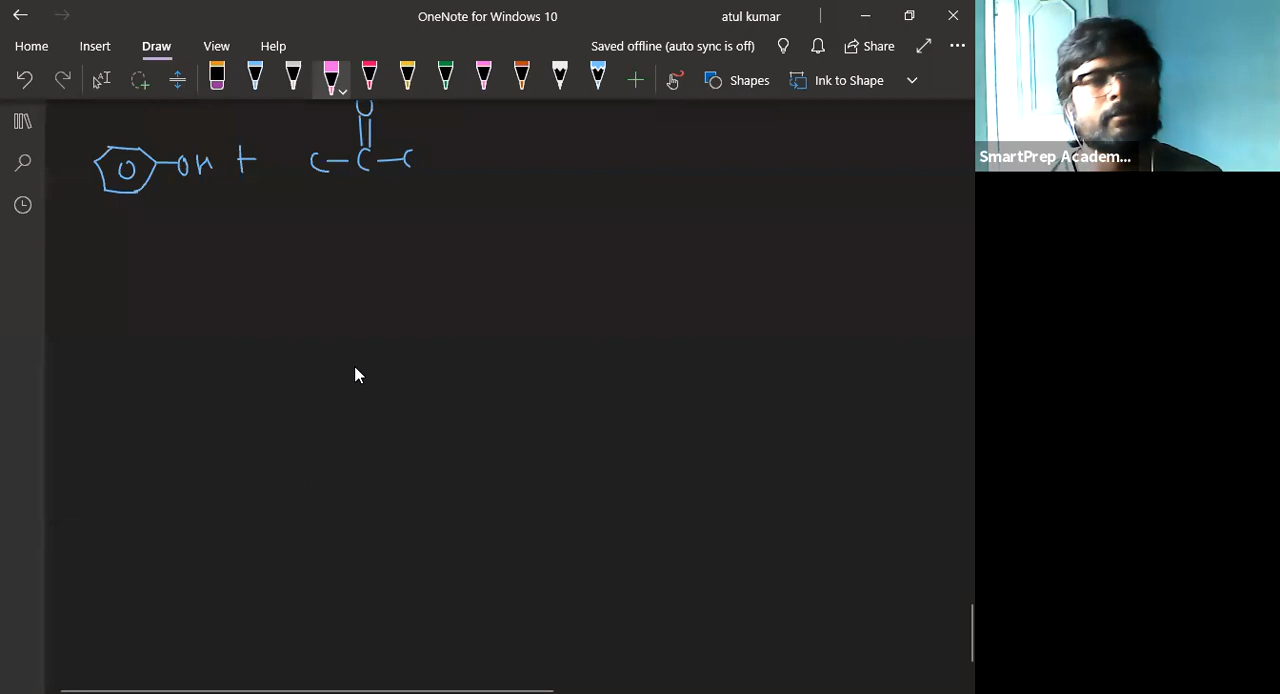 OneNote for Windows 10
atul kumar
Home Insert Draw View Help
Saved offline (auto sync is off)
Share
Shapes
Ink to Shape
SmartPrep Academ...
O
O OH + C-C-C